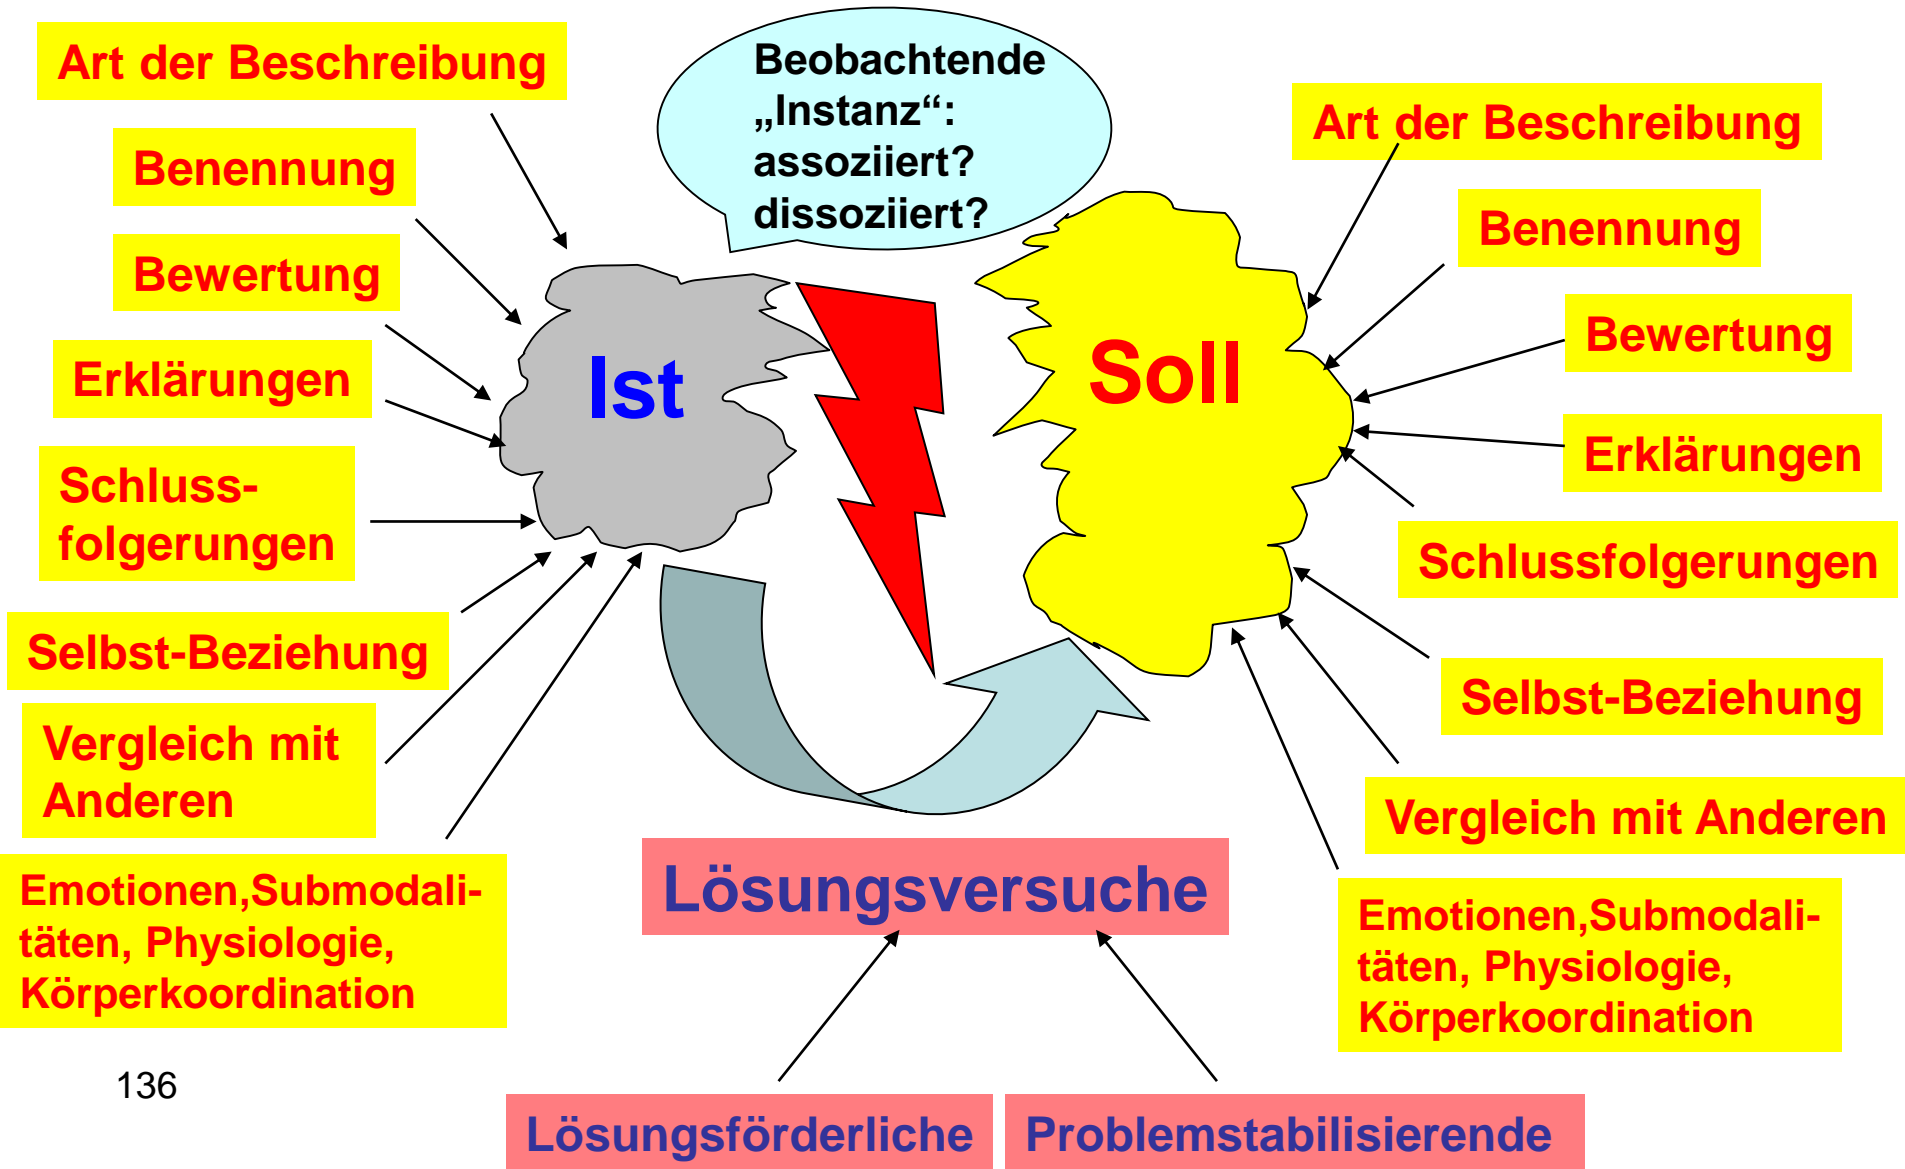 Art der Beschreibung
Benennung
Bewertung
Erklärungen
Schluss-
folgerungen
Selbst-Beziehung
Vergleich mit
Anderen
Emotionen,Submodali-
täten, Physiologie,
Körperkoordination
136
Beobachtende
„Instanz“:
assoziiert?
dissoziiert?
Ist
Soll
Art der Beschreibung
Benennung
Bewertung
Erklärungen
Schlussfolgerungen
Selbst-Beziehung
Vergleich mit Anderen
Emotionen,Submodali-
täten, Physiologie,
Körperkoordination
Lösungsversuche
Lösungsförderliche
Problemstabilisierende